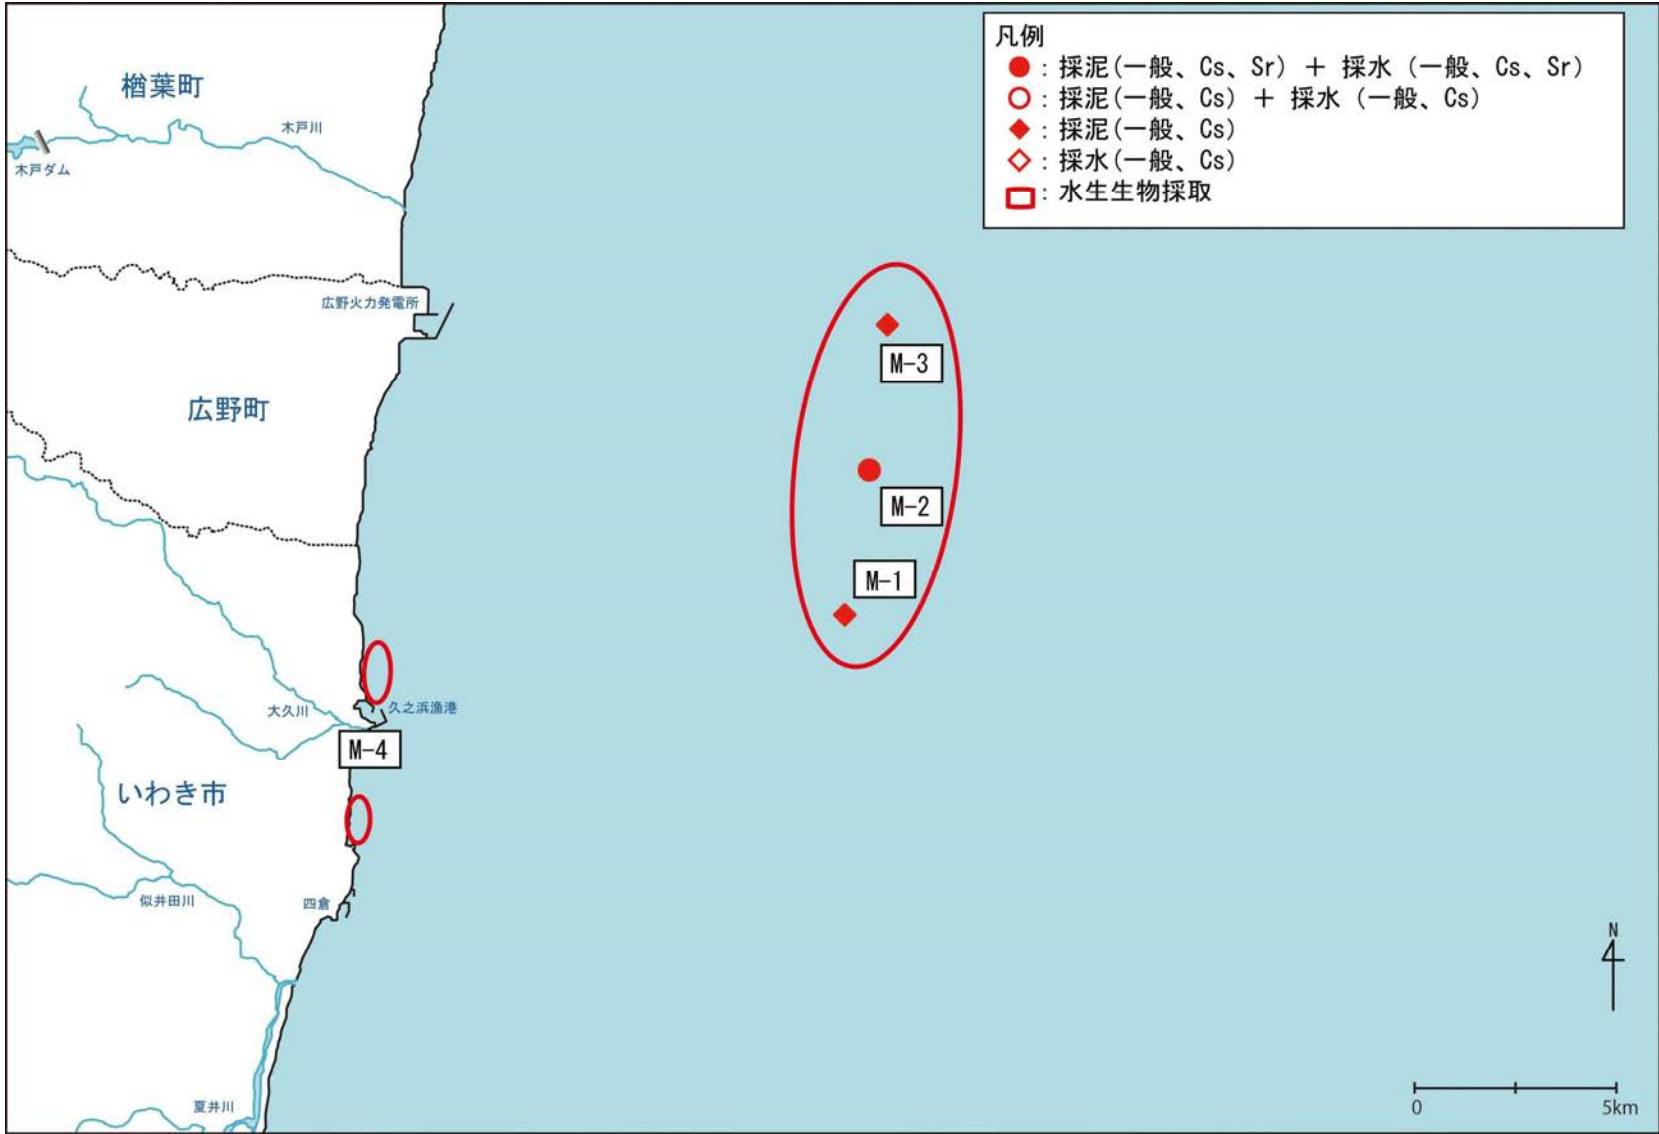 凡例
: 採泥(一般、Cs、Sr) + 採水 (一般、Cs、Sr)
: 採泥(一般、Cs) + 採水 (一般、Cs)
: 採泥(一般、Cs)
: 採水(一般、Cs)
: 水生生物採取
楢葉町
木戸川
木戸ダム
広野火力発電所
M-3
広野町
M-2
M-1
大久川
久之浜漁港
M-4
いわき市
似井田川
四倉
N
夏井川
0
5km